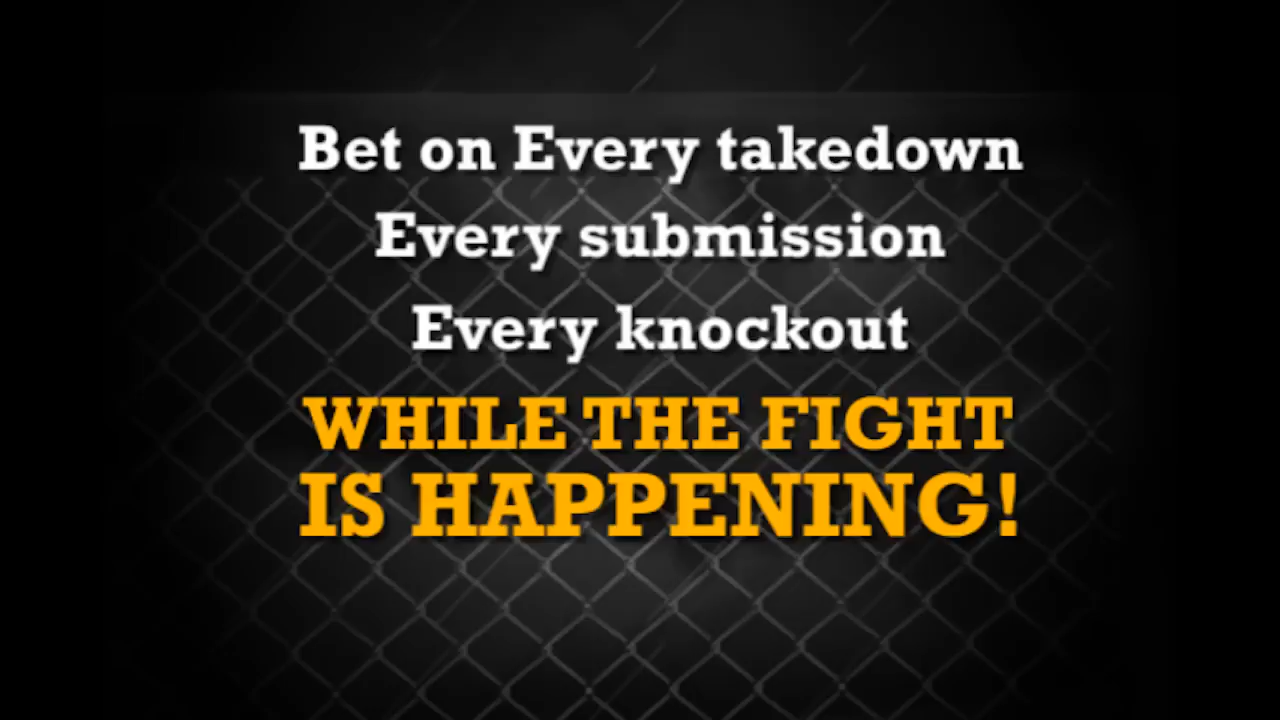 Bet on Every takedown
Every submission
Every knockout
WHILE THE FIGHT
IS HAPPENING!